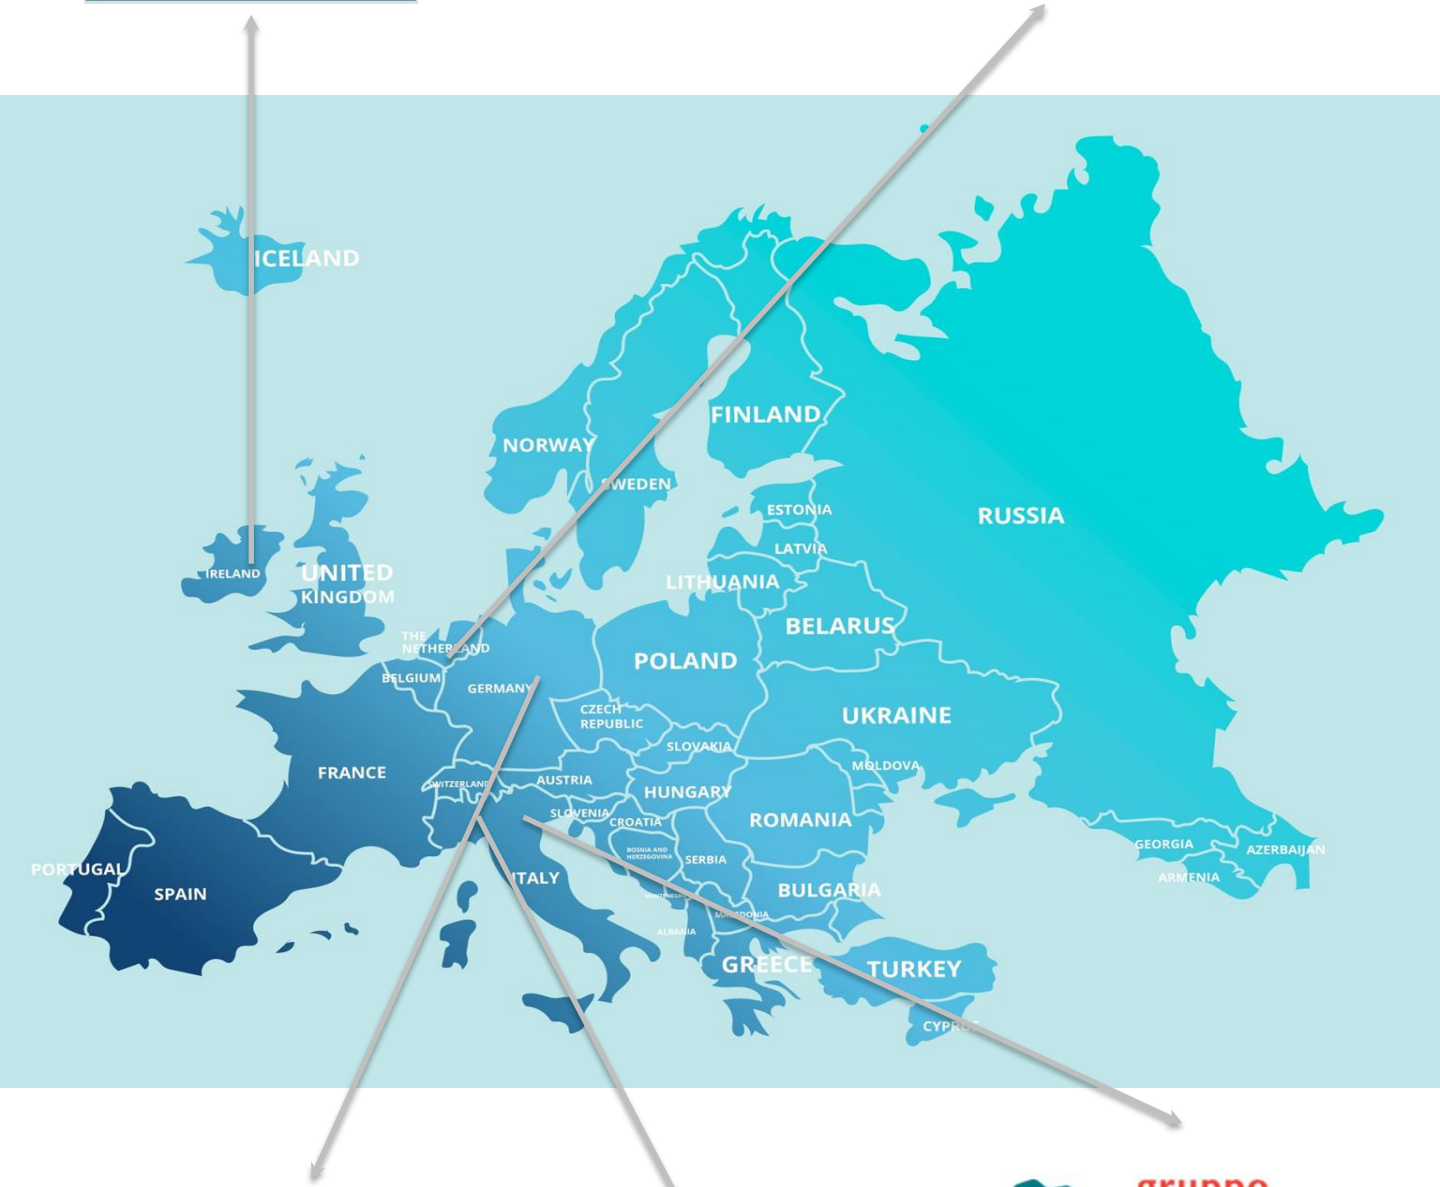 ICELAND
NORWAY
FINLAND
SWEDEN
ESTONIA
RUSSIA
LATVIA
IRELAND
UNITED
KINGDOM
LITHUANIA
BELARUS
THE
NETHERLAND
BELGIUM
GERMANY
POLAND
CZECH
REPUBLIC
UKRAINE
SLOVAKIA
FRANCE
SWITZERLAND
AUSTRIA
MOLDOVA
HUNGARY
SLOVENIA
CROATIA
ROMANIA
BOSNIA AND
HERZEGOVINA
SERBIA
GEORGIA
AZERBAIJAN
PORTUGAL
SPAIN
ITALY
ARMENIA
BULGARIA
MACEDONIA
ALBANIA
GREECE
TURKEY
CYPRUS
gruppo